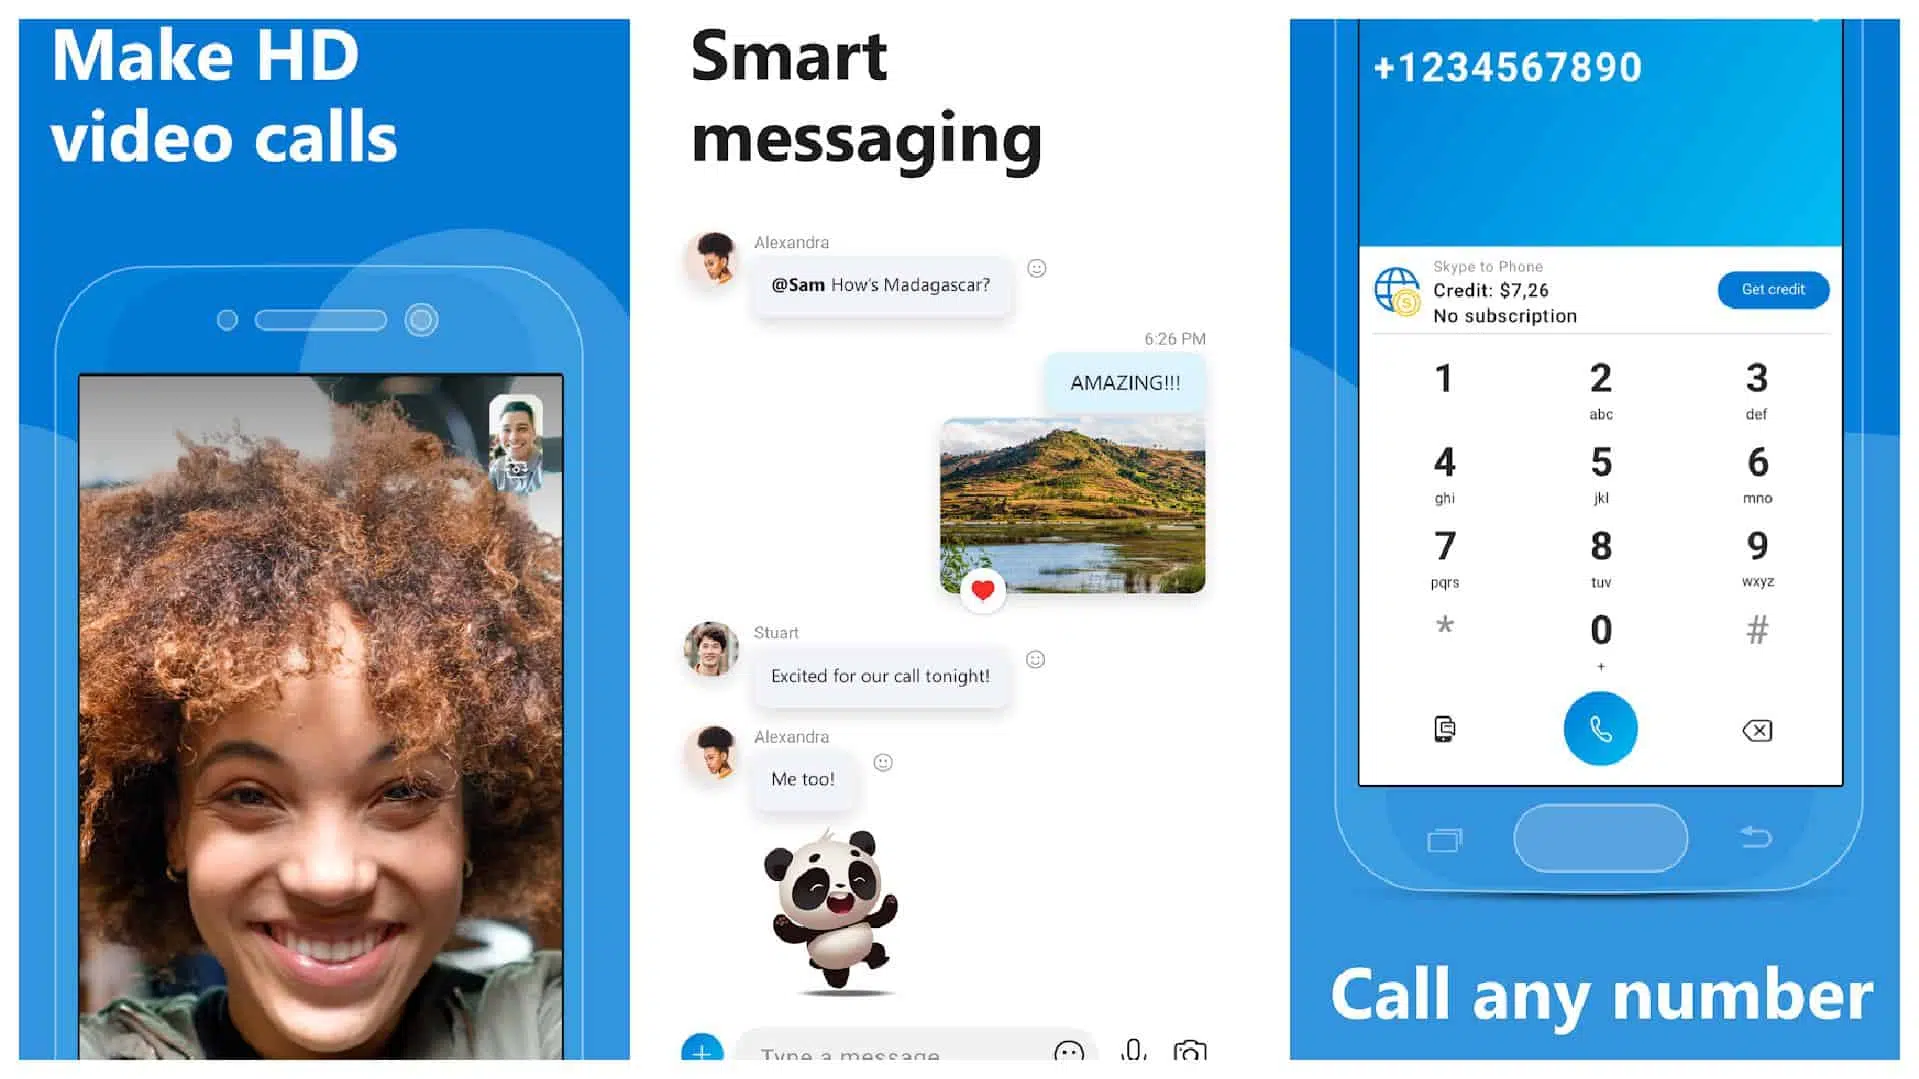 Make HD
video calls
Smart
messaging
Alexandra
@Sam How's Madagascar?
6:26 PM
AMAZING!!!
Stuart
Excited for our call tonight!
Alexandra
Me too!
Type a message
+1234567890
Skype to Phone
Credit: $7,26
No subscription
Get credit
1 2 3
abc def
4 5 6
ghi jkl mno
7 8 9
pqrs tuv wxyz
* 0 #
+
Call any number